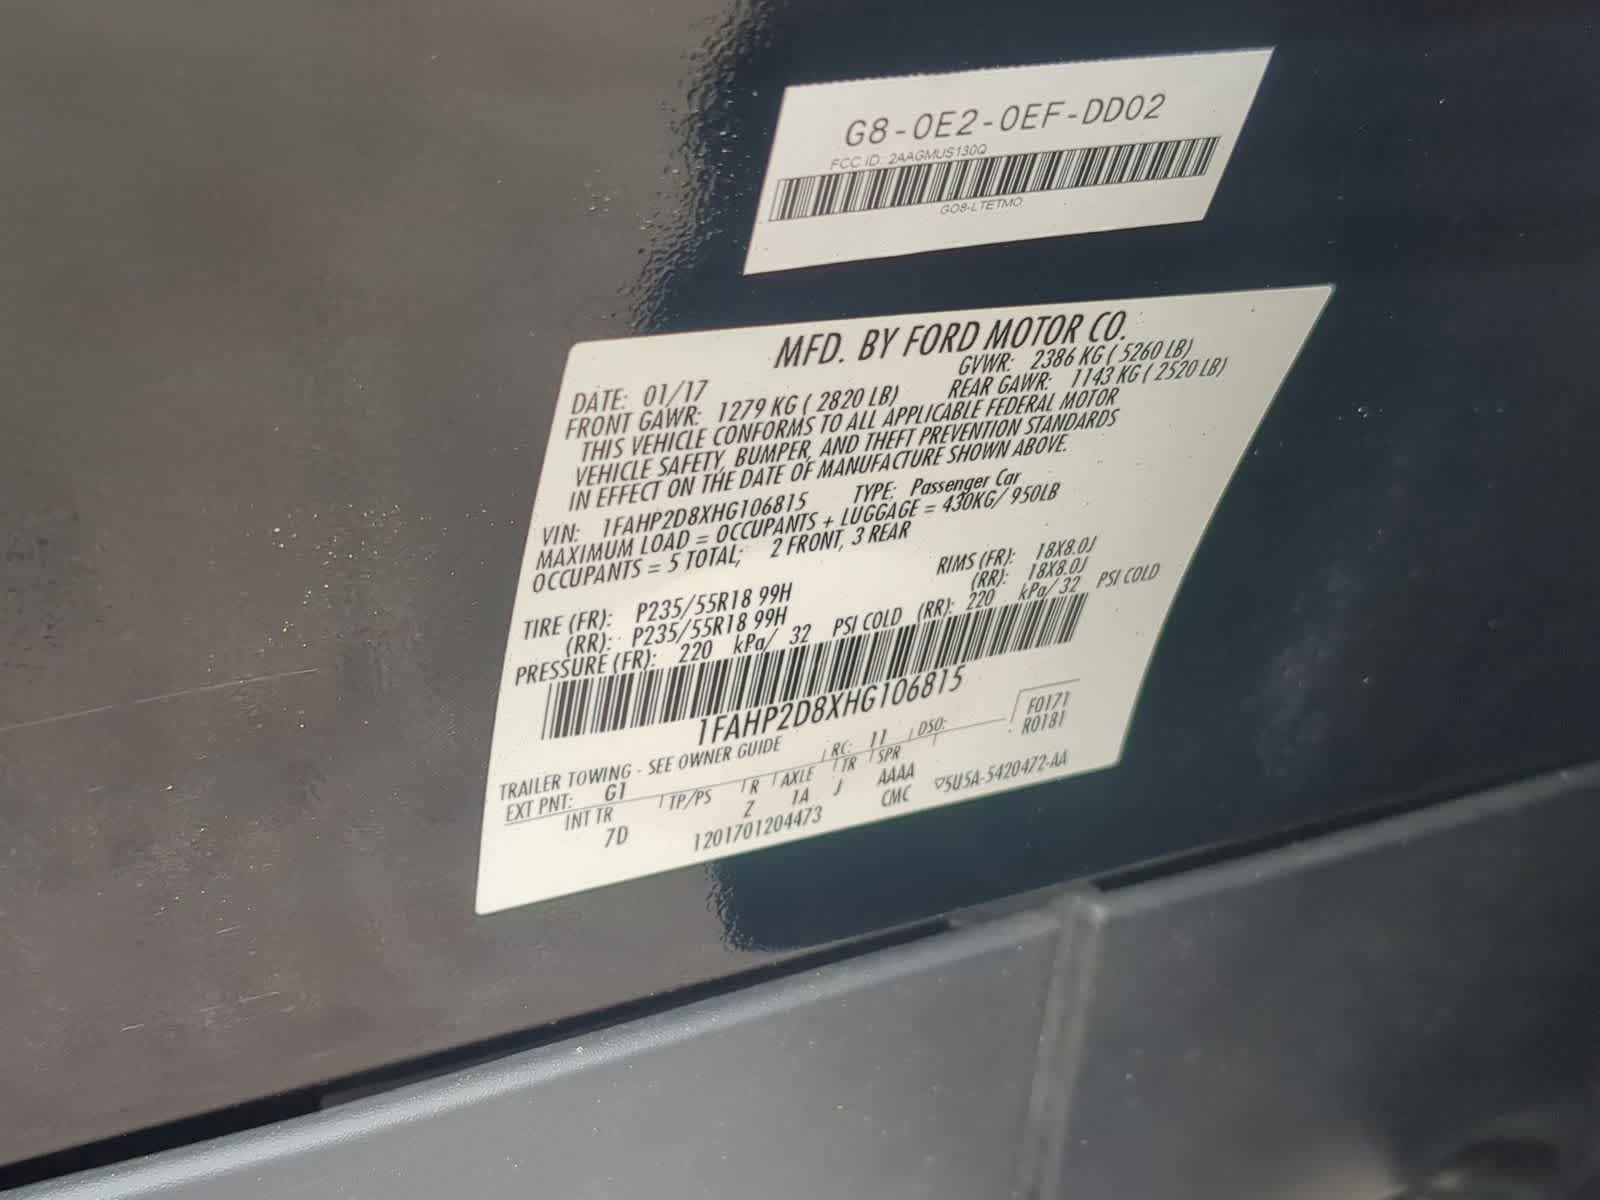 G8-0E2-0EF-DD02
FCC ID: 2AAGMUS130Q
GO8-LTETMO
MFD. BY FORD MOTOR CO.
DATE: 01/17 GVWR: 2386 KG ( 5260 LB)
FRONT GAWR: 1279 KG ( 2820 LB) REAR GAWR: 1143 KG ( 2520 LB)
THIS VEHICLE CONFORMS TO ALL APPLICABLE FEDERAL MOTOR
VEHICLE SAFETY, BUMPER, AND THEFT PREVENTION STANDARDS
IN EFFECT ON THE DATE OF MANUFACTURE SHOWN ABOVE.
VIN: 1FAHP2D8XHG106815 TYPE: Passenger Car
MAXIMUM LOAD = OCCUPANTS + LUGGAGE = 430KG/ 950LB
OCCUPANTS = 5 TOTAL; 2 FRONT, 3 REAR
TIRE (FR): P235/55R18 99H RIMS (FR): 18X8.0J
(RR): P235/55R18 99H (RR): 18X8.0J
PRESSURE (FR): 220 kPa/ 32 PSI COLD (RR): 220 kPa/ 32 PSI COLD
1FAHP2D8XHG106815
TRAILER TOWING - SEE OWNER GUIDE F0171
EXT PNT: G1 RC: 11 DSO: R0181
INT TR TP/PS R AXLE TR SPR
7D Z 1A J AAAA
1201701204473 CMC ▽5U5A-5420472-AA